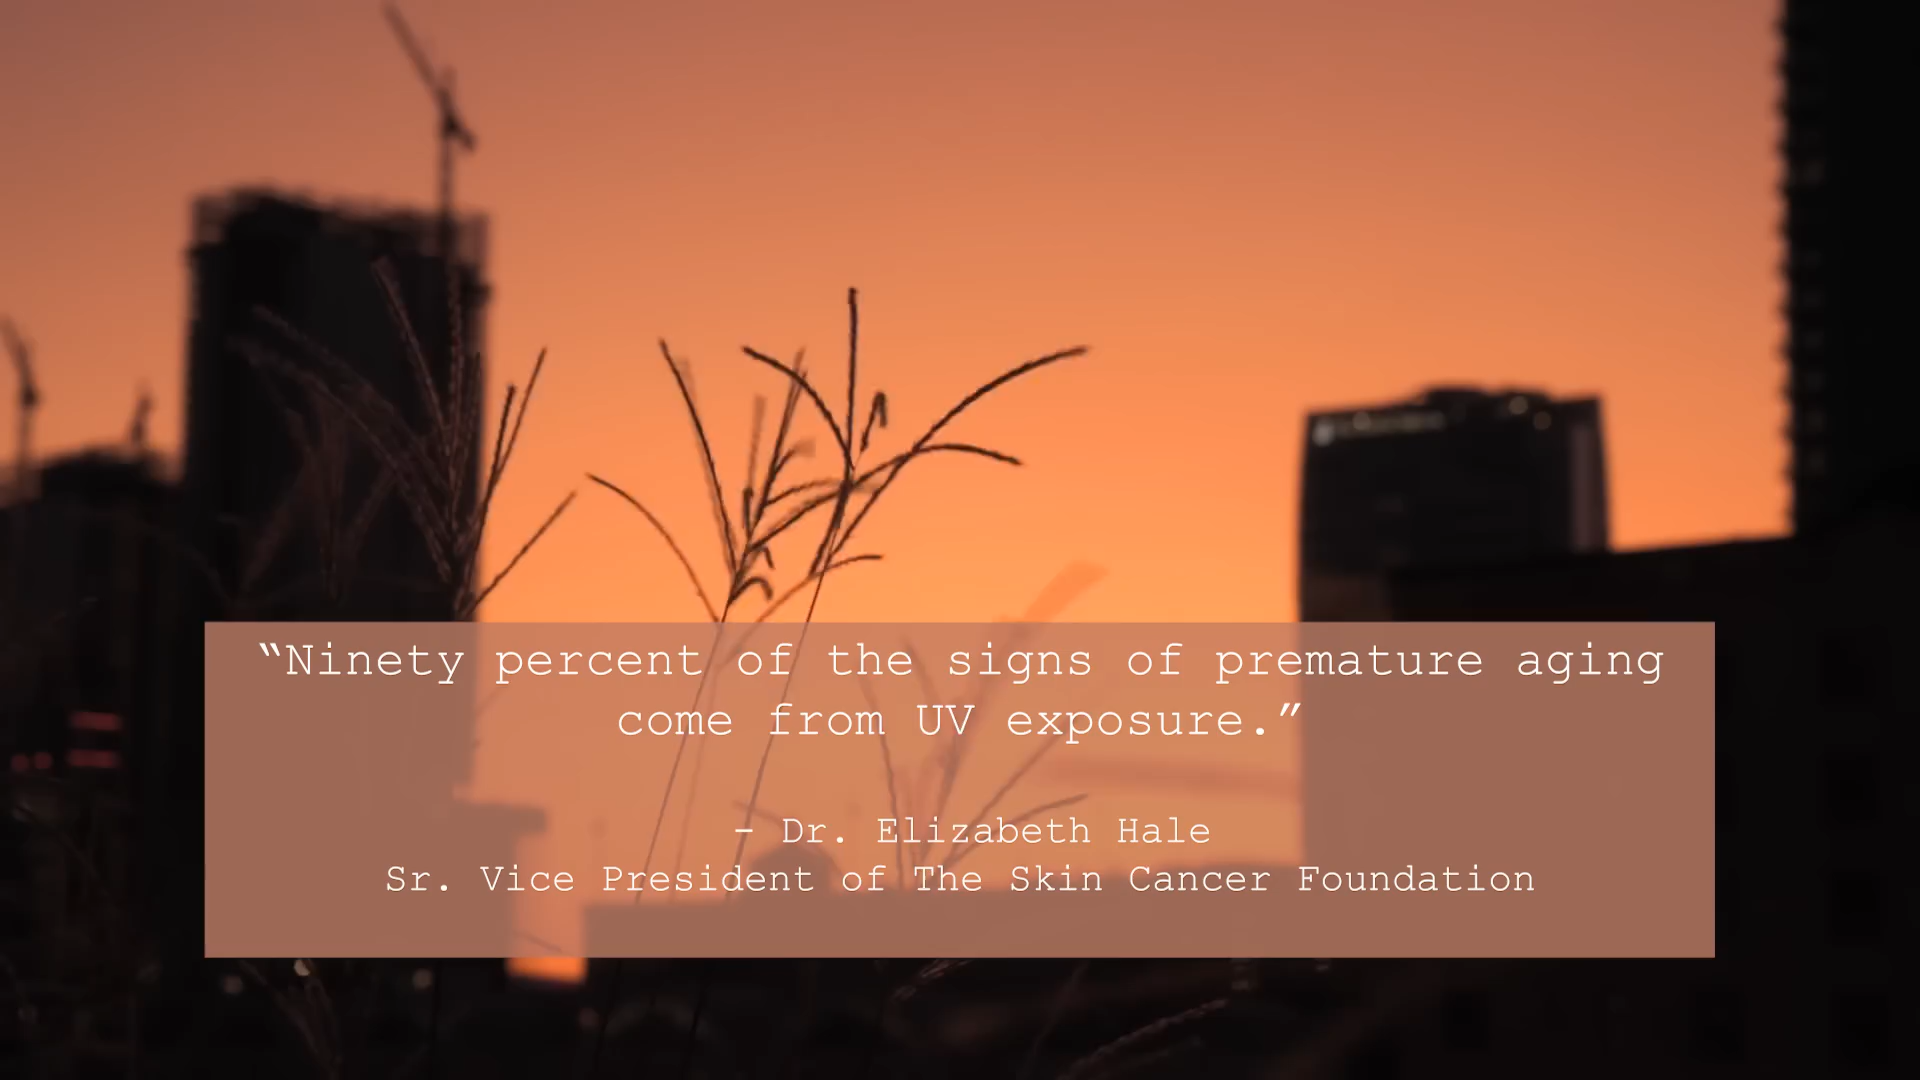 “Ninety percent of the signs of premature aging
come from UV exposure.”
- Dr. Elizabeth Hale
Sr. Vice President of The Skin Cancer Foundation